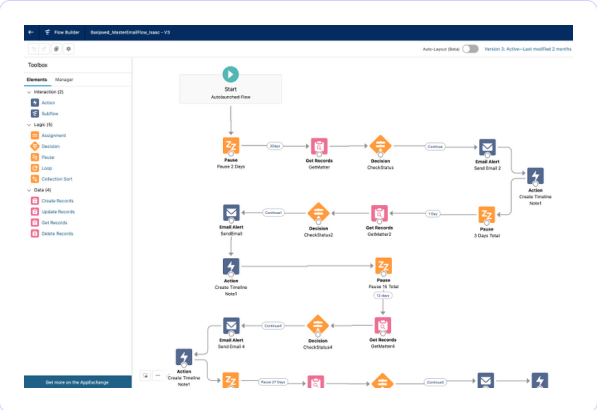 Flow Builder
Banjawd_MasterEmailFlow_Isaac - V3
Auto-Layout (Beta)
Version 3: Active—Last modified 2 months
Toolbox
Elements
Manager
Interaction (2)
Action
Subflow
Logic (5)
Assignment
Decision
Pause
Loop
Collection Sort
Data (4)
Create Records
Update Records
Get Records
Delete Records
Get more on the AppExchange
Start
Autolaunched Flow
Pause
Pause 2 Days
2Days
Get Records
GetMatter
Decision
CheckStatus
Continue
Email Alert
Send Email 2
Action
Create Timeline
Note1
Email Alert
SendEmail
Continue1
Decision
CheckStatus2
Get Records
GetMatter2
1 Day
Pause
3 Days Total
Action
Create Timeline
Note1
Pause
Pause 15 Total
12 days
Email Alert
Send Email 4
Continue4
Decision
CheckStatus4
Get Records
GetMatter4
Action
Create Timeline
Note1
Pause 27 Days
Continue5